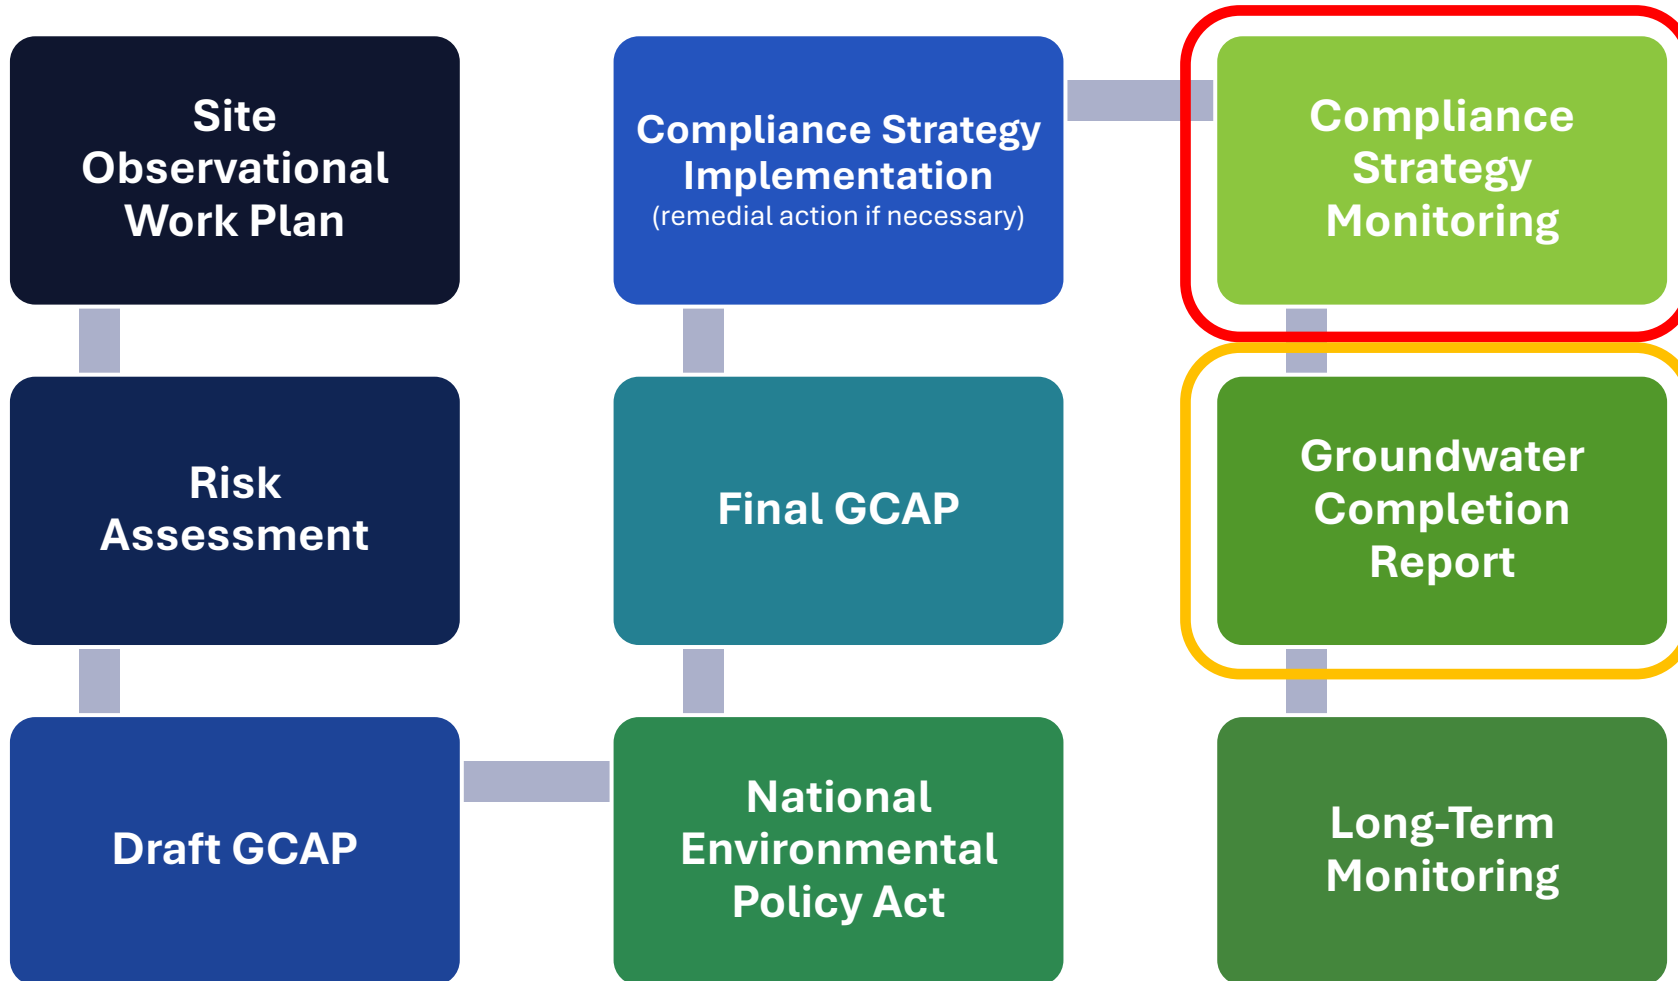 Site
Observational
Work Plan
Risk
Assessment
Draft GCAP
National
Environmental
Policy Act
Final GCAP
Compliance Strategy
Implementation
(remedial action if necessary)
Compliance
Strategy
Monitoring
Groundwater
Completion
Report
Long-Term
Monitoring